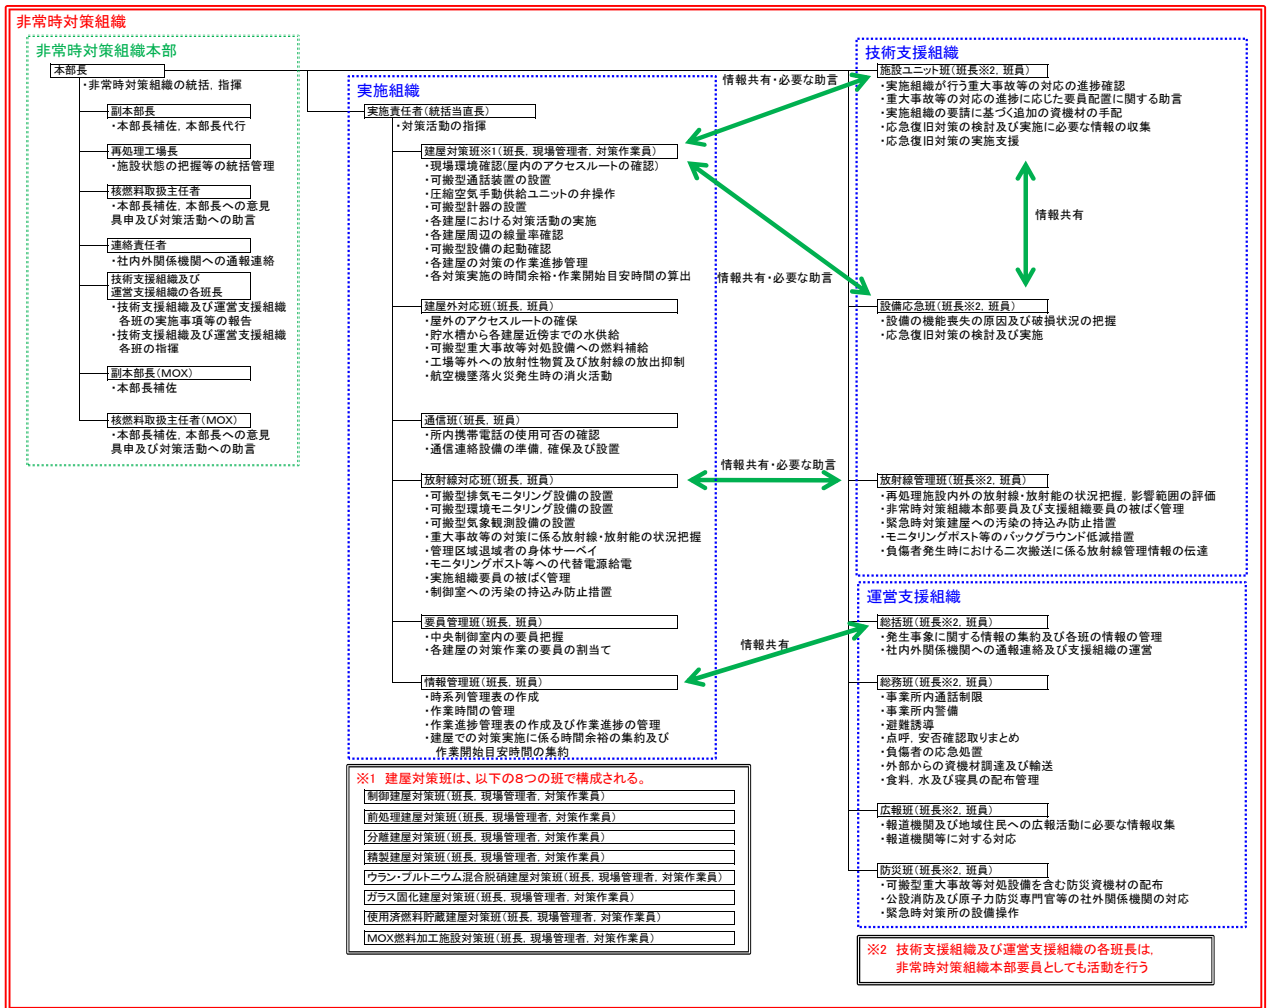 非常時対策組織
非常時対策組織本部
本部長
・非常時対策組織の統括，指揮
副本部長
・本部長補佐，本部長代行
再処理工場長
・施設状態の把握等の統括管理
核燃料取扱主任者
・本部長補佐，本部長への意見
具申及び対策活動への助言
連絡責任者
・社内外関係機関への通報連絡
技術支援組織及び
運営支援組織の各班長
・技術支援組織及び運営支援組織
各班の実施事項等の報告
・技術支援組織及び運営支援組織
各班の指揮
副本部長（MOX）
・本部長補佐
核燃料取扱主任者（MOX）
・本部長補佐，本部長への意見
具申及び対策活動への助言
実施組織
実施責任者（統括当直長）
・対策活動の指揮
建屋対策班※1（班長，現場管理者，対策作業員）
・現場環境確認（屋内のアクセスルートの確認）
・可搬型通話装置の設置
・圧縮空気手動供給ユニットの弁操作
・可搬型計器の設置
・各建屋における対策活動の実施
・各建屋周辺の線量率確認
・可搬型設備の起動確認
・各建屋の対策の作業進捗管理
・各対策実施の時間余裕・作業開始目安時間の算出
建屋外対応班（班長，班員）
・屋外のアクセスルートの確保
・貯水槽から各建屋近傍までの水供給
・可搬型重大事故等対処設備への燃料補給
・工場等外への放射性物質及び放射線の放出抑制
・航空機墜落火災発生時の消火活動
通信班（班長，班員）
・所内携帯電話の使用可否の確認
・通信連絡設備の準備，確保及び設置
放射線対応班（班長，班員）
・可搬型排気モニタリング設備の設置
・可搬型環境モニタリング設備の設置
・可搬型気象観測設備の設置
・重大事故等の対策に係る放射線・放射能の状況把握
・管理区域退域者の身体サーベイ
・モニタリングポスト等への代替電源給電
・実施組織要員の被ばく管理
・制御室への汚染の持込み防止措置
要員管理班（班長，班員）
・中央制御室内の要員把握
・各建屋の対策作業の要員の割当て
情報管理班（班長，班員）
・時系列管理表の作成
・作業時間の管理
・作業進捗管理表の作成及び作業進捗の管理
・建屋での対策実施に係る時間余裕の集約及び
作業開始目安時間の集約
※1　建屋対策班は、以下の８つの班で構成される。
制御建屋対策班（班長，現場管理者，対策作業員）
前処理建屋対策班（班長，現場管理者，対策作業員）
分離建屋対策班（班長，現場管理者，対策作業員）
精製建屋対策班（班長，現場管理者，対策作業員）
ウラン・プルトニウム混合脱硝建屋対策班（班長，現場管理者，対策作業員）
ガラス固化建屋対策班（班長，現場管理者，対策作業員）
使用済燃料貯蔵建屋対策班（班長，現場管理者，対策作業員）
MOX燃料加工施設対策班（班長，現場管理者，対策作業員）
情報共有・必要な助言
情報共有・必要な助言
情報共有・必要な助言
情報共有
技術支援組織
施設ユニット班（班長※2，班員）
・実施組織が行う重大事故等の対応の進捗確認
・重大事故等の対応の進捗に応じた要員配置に関する助言
・実施組織の要請に基づく追加の資機材の手配
・応急復旧対策の検討及び実施に必要な情報の収集
・応急復旧対策の実施支援
情報共有
設備応急班（班長※2，班員）
・設備の機能喪失の原因及び破損状況の把握
・応急復旧対策の検討及び実施
放射線管理班（班長※2，班員）
・再処理施設内外の放射線・放射能の状況把握，影響範囲の評価
・非常時対策組織本部要員及び支援組織要員の被ばく管理
・緊急時対策建屋への汚染の持込み防止措置
・モニタリングポスト等のバックグラウンド低減措置
・負傷者発生時における二次搬送に係る放射線管理情報の伝達
運営支援組織
総括班（班長※2，班員）
・発生事象に関する情報の集約及び各班の情報の管理
・社内外関係機関への通報連絡及び支援組織の運営
総務班（班長※2，班員）
・事業所内通話制限
・事業所内警備
・避難誘導
・点呼，安否確認取りまとめ
・負傷者の応急処置
・外部からの資機材調達及び輸送
・食料，水及び寝具の配布管理
広報班（班長※2，班員）
・報道機関及び地域住民への広報活動に必要な情報収集
・報道機関等に対する対応
防災班（班長※2，班員）
・可搬型重大事故等対処設備を含む防災資機材の配布
・公設消防及び原子力防災専門官等の社外関係機関の対応
・緊急時対策所の設備操作
※2　技術支援組織及び運営支援組織の各班長は，
非常時対策組織本部要員としても活動を行う